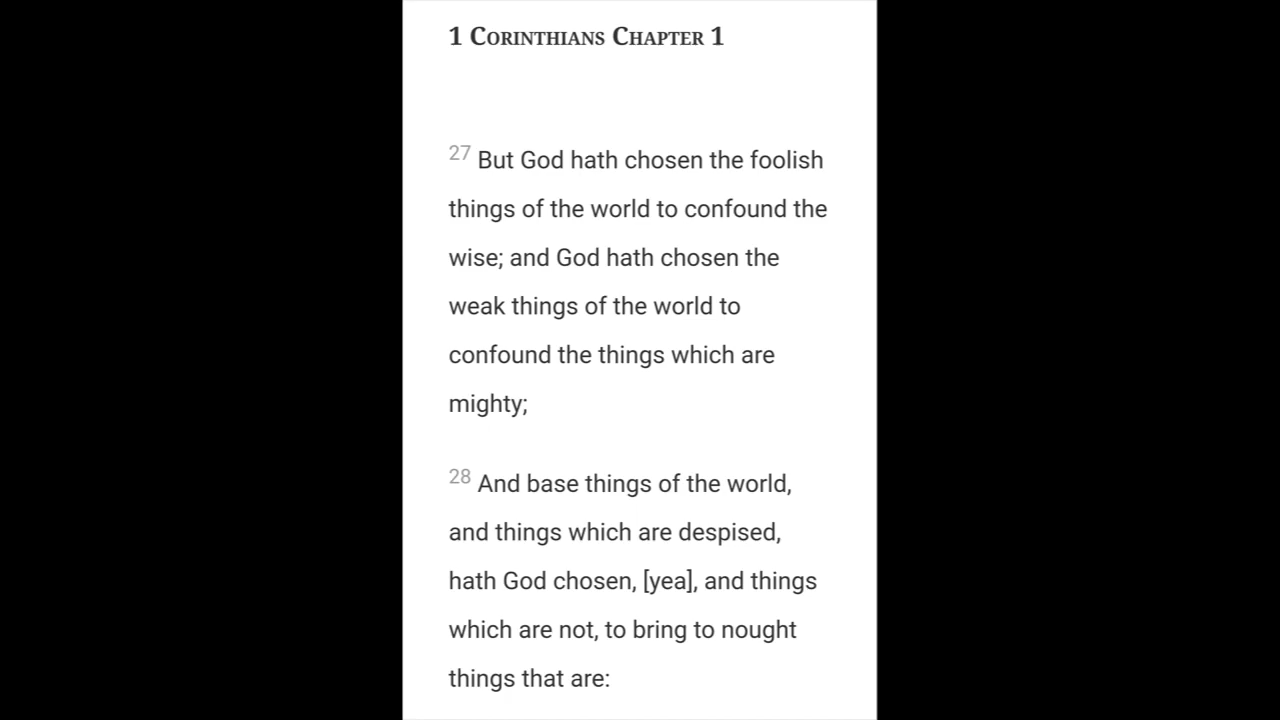 1 Corinthians Chapter 1
27 But God hath chosen the foolish
things of the world to confound the
wise; and God hath chosen the
weak things of the world to
confound the things which are
mighty;
28 And base things of the world,
and things which are despised,
hath God chosen, [yea], and things
which are not, to bring to nought
things that are: